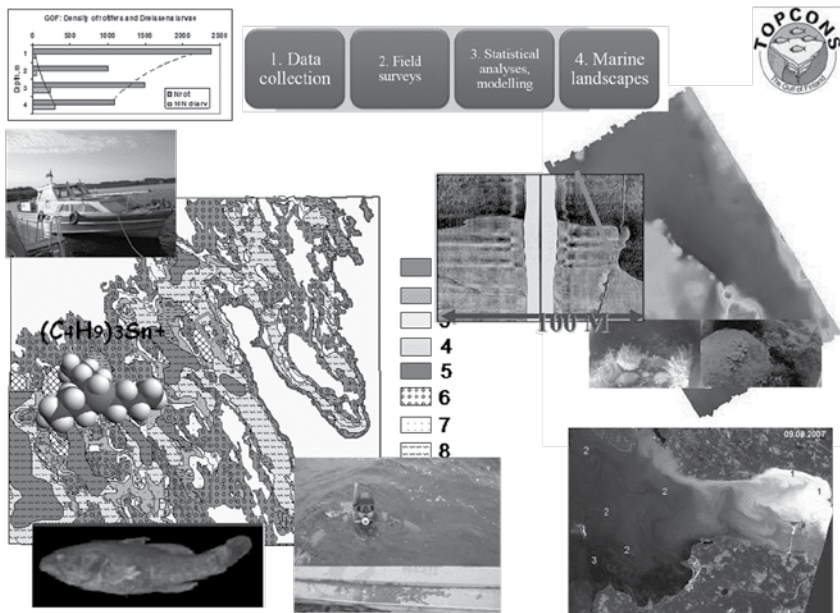 GOF: Density of rotifers and Dreissena larvae
0 500 1000 1500 2000 2500
Depth, m
1
2
3
4
Nrot
1. Data
collection
2. Field
surveys
3. Statistical
analyses,
modelling
4. Marine
landscapes
TOPCONS
The Gulf of Finland
(C4H9)3Sn+
100 M
4
5
6
7
8
09.08.2007
2
1
2
1
2
2
3